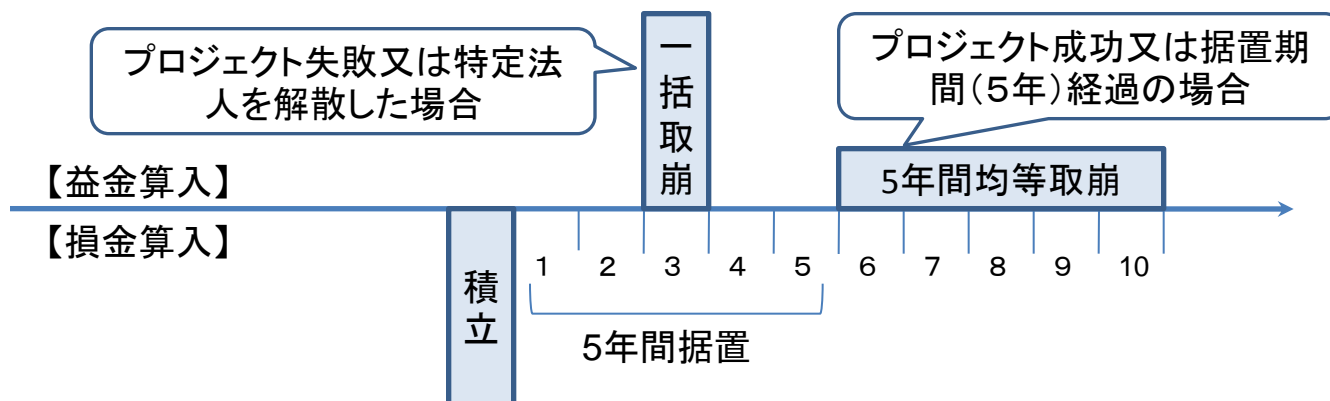 プロジェクト失敗又は特定法
人を解散した場合
一括取崩
プロジェクト成功又は据置期
間(5年)経過の場合
【益金算入】
5年間均等取崩
【損金算入】
積立
1 2 3 4 5 6 7 8 9 10
5年間据置